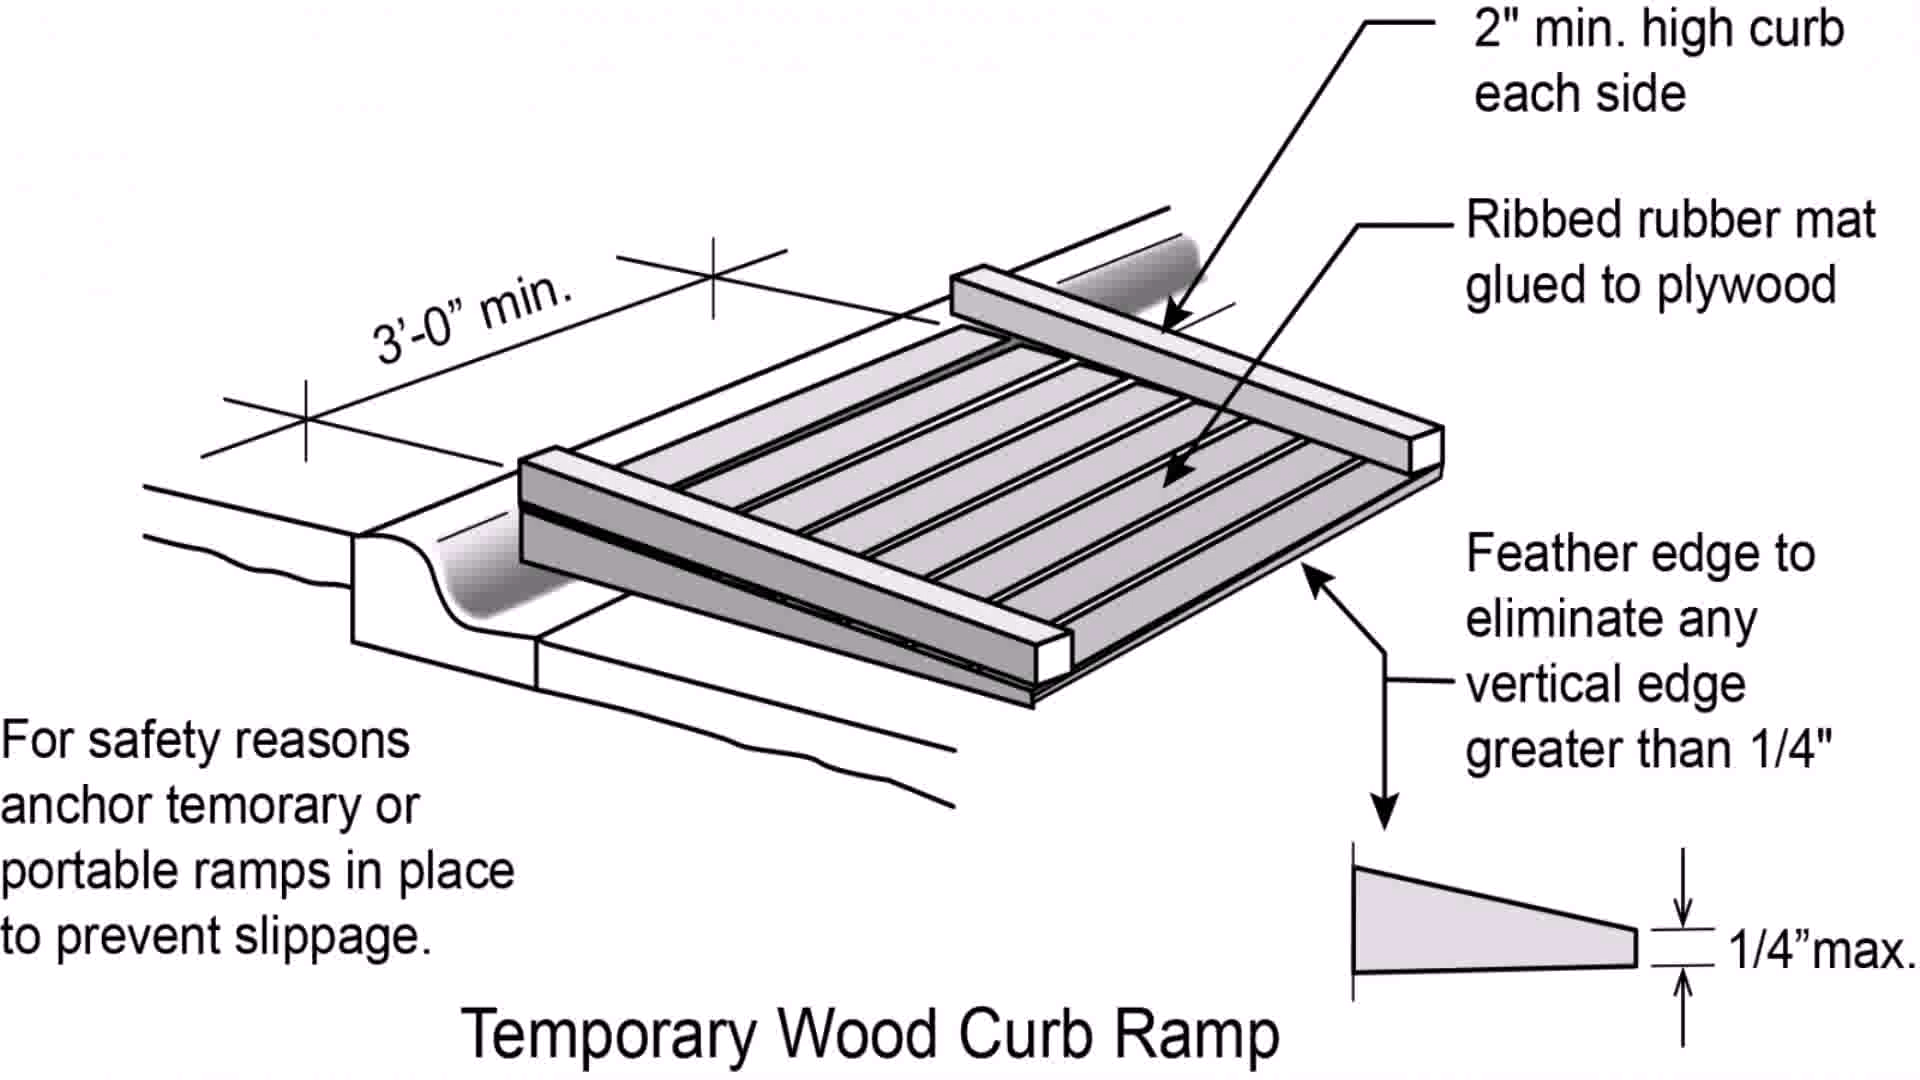 2" min. high curb
each side
Ribbed rubber mat
glued to plywood
3’-0” min.
Feather edge to
eliminate any
vertical edge
greater than 1/4"
For safety reasons
anchor temorary or
portable ramps in place
to prevent slippage.
1/4”max.
Temporary Wood Curb Ramp